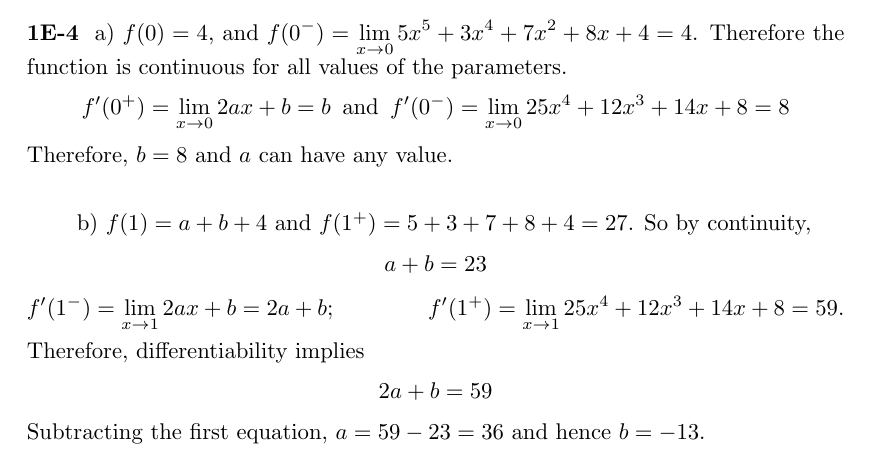 1E-4 a) f(0) = 4, and f(0⁻) = lim 5x⁵ + 3x⁴ + 7x² + 8x + 4 = 4. Therefore the
x→0
function is continuous for all values of the parameters.
f′(0⁺) = lim 2ax + b = b and f′(0⁻) = lim 25x⁴ + 12x³ + 14x + 8 = 8
x→0 x→0
Therefore, b = 8 and a can have any value.
b) f(1) = a + b + 4 and f(1⁺) = 5 + 3 + 7 + 8 + 4 = 27. So by continuity,
a + b = 23
f′(1⁻) = lim 2ax + b = 2a + b; f′(1⁺) = lim 25x⁴ + 12x³ + 14x + 8 = 59.
x→1 x→1
Therefore, differentiability implies
2a + b = 59
Subtracting the first equation, a = 59 − 23 = 36 and hence b = −13.